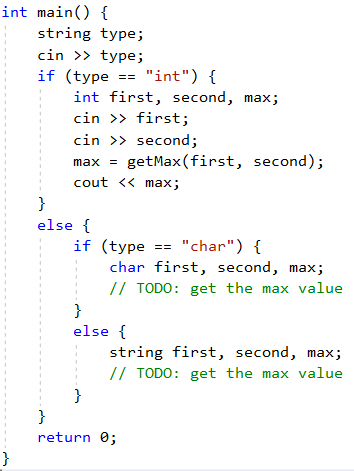 int main() {
    string type;
    cin >> type;
    if (type == "int") {
        int first, second, max;
        cin >> first;
        cin >> second;
        max = getMax(first, second);
        cout << max;
    }
    else {
        if (type == "char") {
            char first, second, max;
            // TODO: get the max value
        }
        else {
            string first, second, max;
            // TODO: get the max value
        }
    }
    return 0;
}